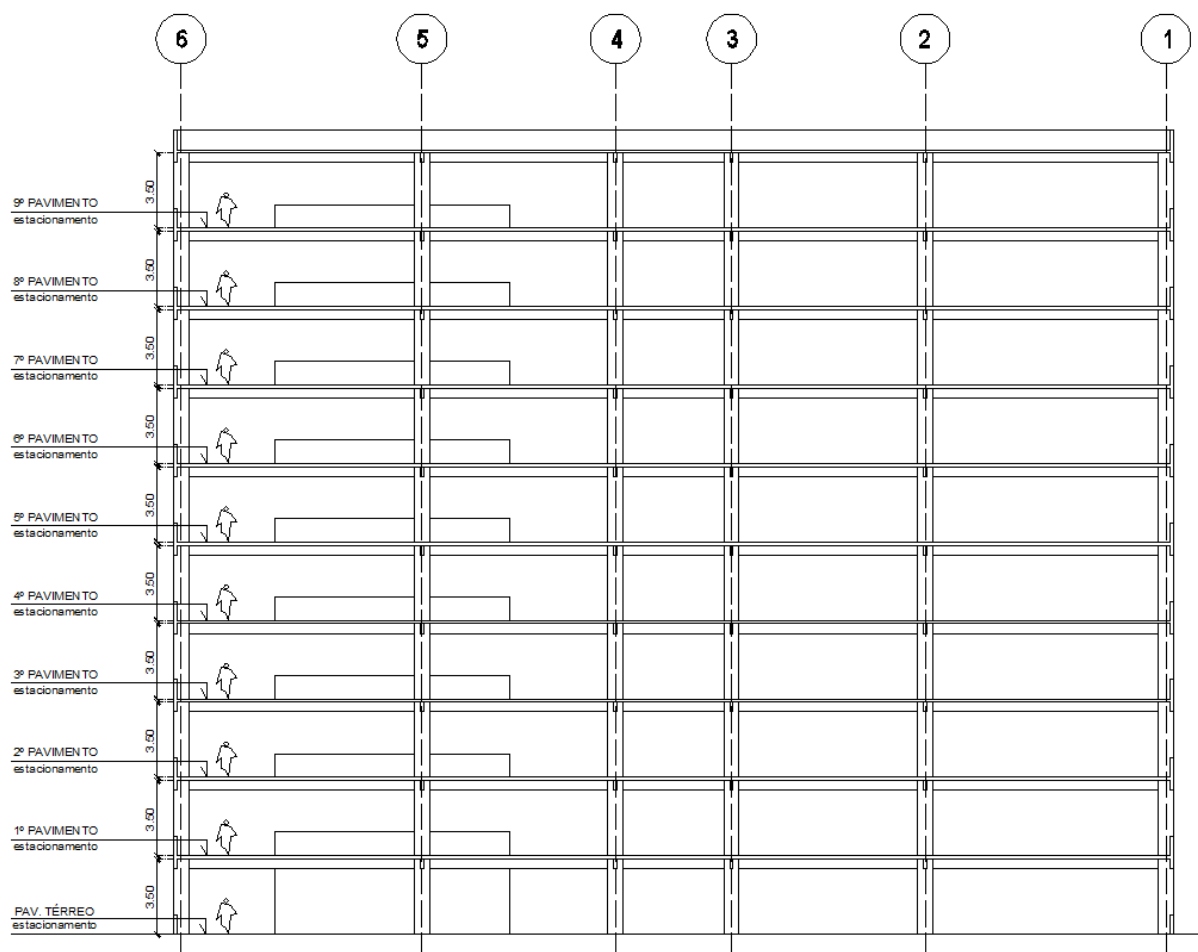 6 5 4 3 2 1
3.50
9º PAVIMENTO
estacionamento
3.50
8º PAVIMENTO
estacionamento
3.50
7º PAVIMENTO
estacionamento
3.50
6º PAVIMENTO
estacionamento
3.50
5º PAVIMENTO
estacionamento
3.50
4º PAVIMENTO
estacionamento
3.50
3º PAVIMENTO
estacionamento
3.50
2º PAVIMENTO
estacionamento
3.50
1º PAVIMENTO
estacionamento
3.50
PAV. TÉRREO
estacionamento